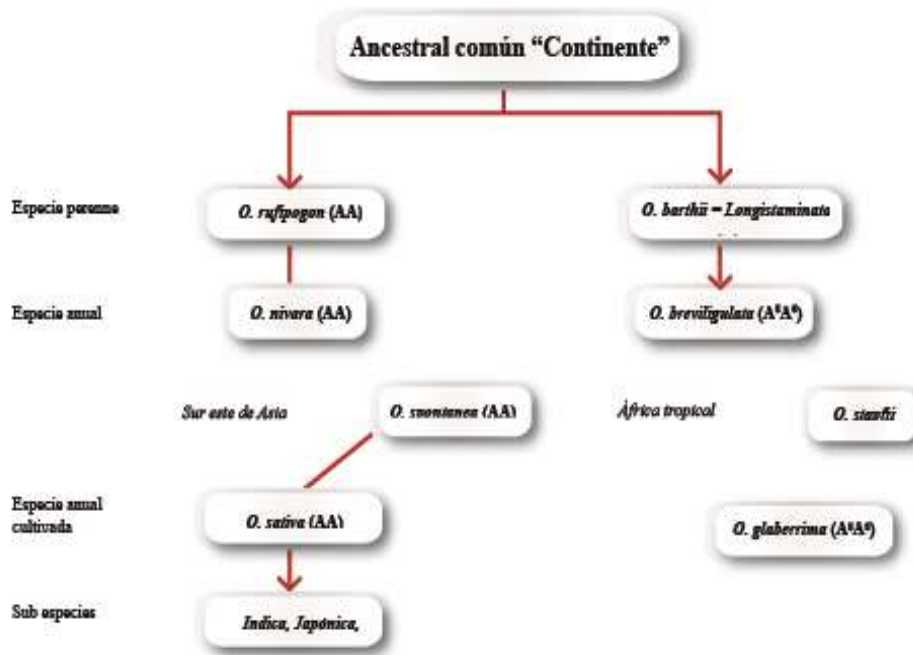 Ancestral común “Continente”
Especie perenne
O. rufipogon (AA)
O. barthii = Longistaminata
Especie anual
O. nivara (AA)
O. breviligulata (AᵍAᵍ)
Sur este de Asia
O. spontanea (AA)
África tropical
O. stanfii
Especie anual
cultivada
O. sativa (AA)
O. glaberrima (AᵍAᵍ)
Sub especies
Indica, Japónica,